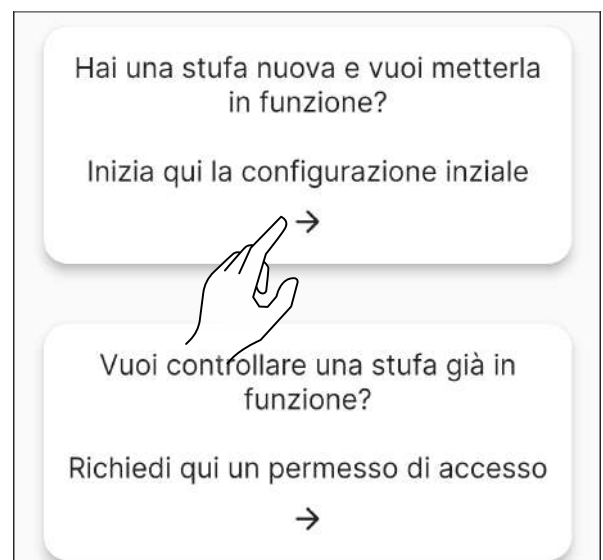 Hai una stufa nuova e vuoi metterla
in funzione?
Inizia qui la configurazione inziale
→
Vuoi controllare una stufa già in
funzione?
Richiedi qui un permesso di accesso
→